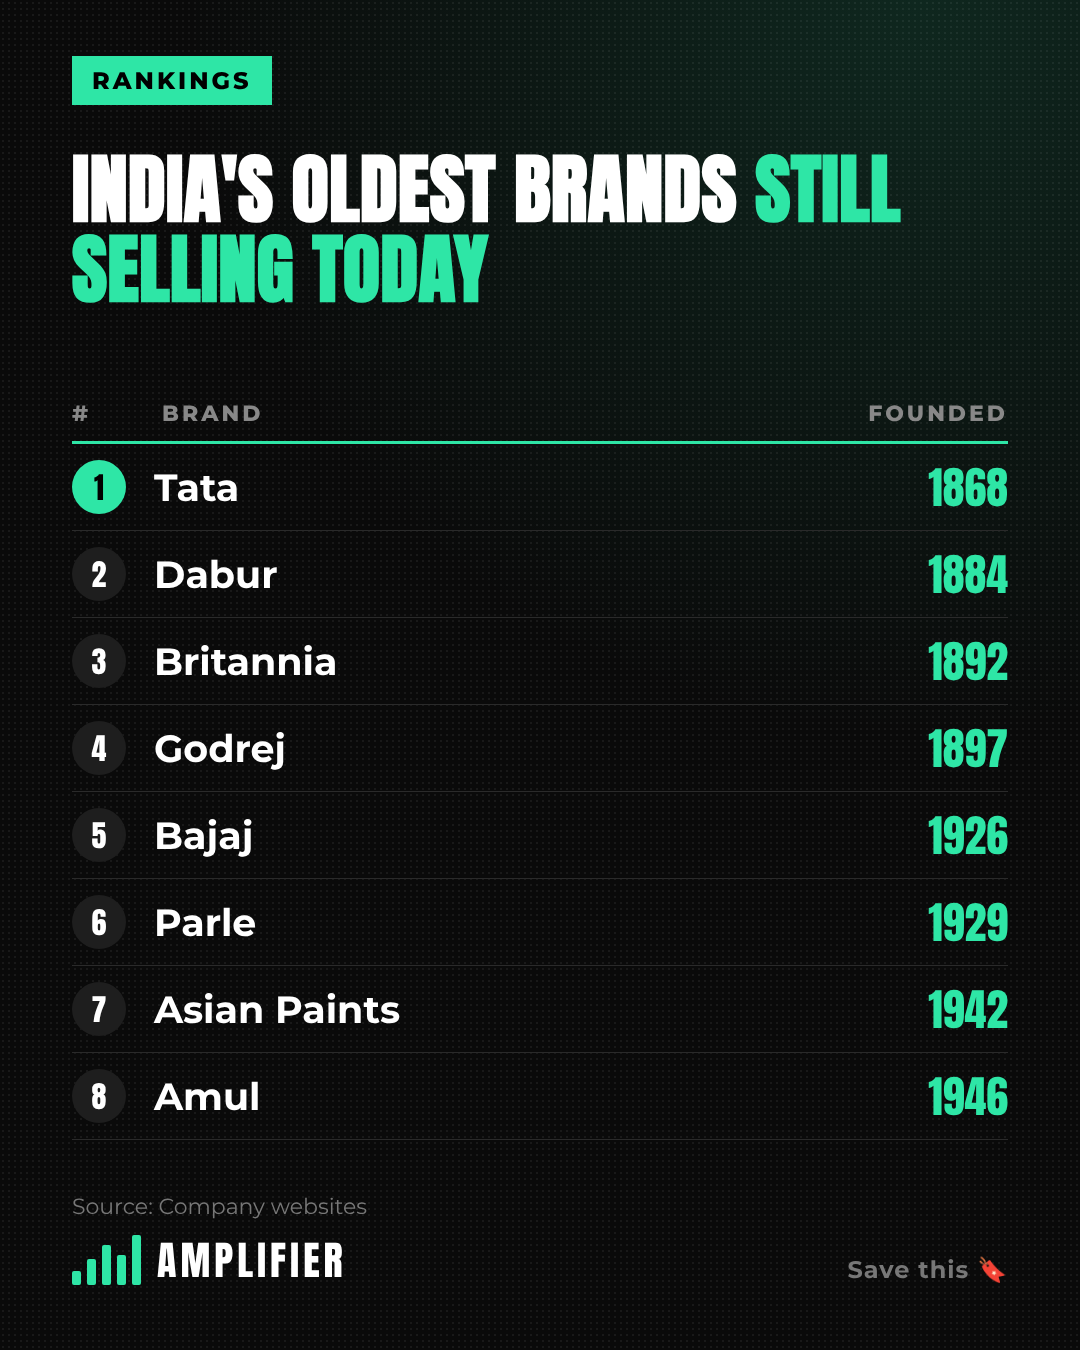 RANKINGS
INDIA'S OLDEST BRANDS STILL
SELLING TODAY
# BRAND FOUNDED
1 Tata 1868
2 Dabur 1884
3 Britannia 1892
4 Godrej 1897
5 Bajaj 1926
6 Parle 1929
7 Asian Paints 1942
8 Amul 1946
Source: Company websites
AMPLIFIER
Save this 🔖